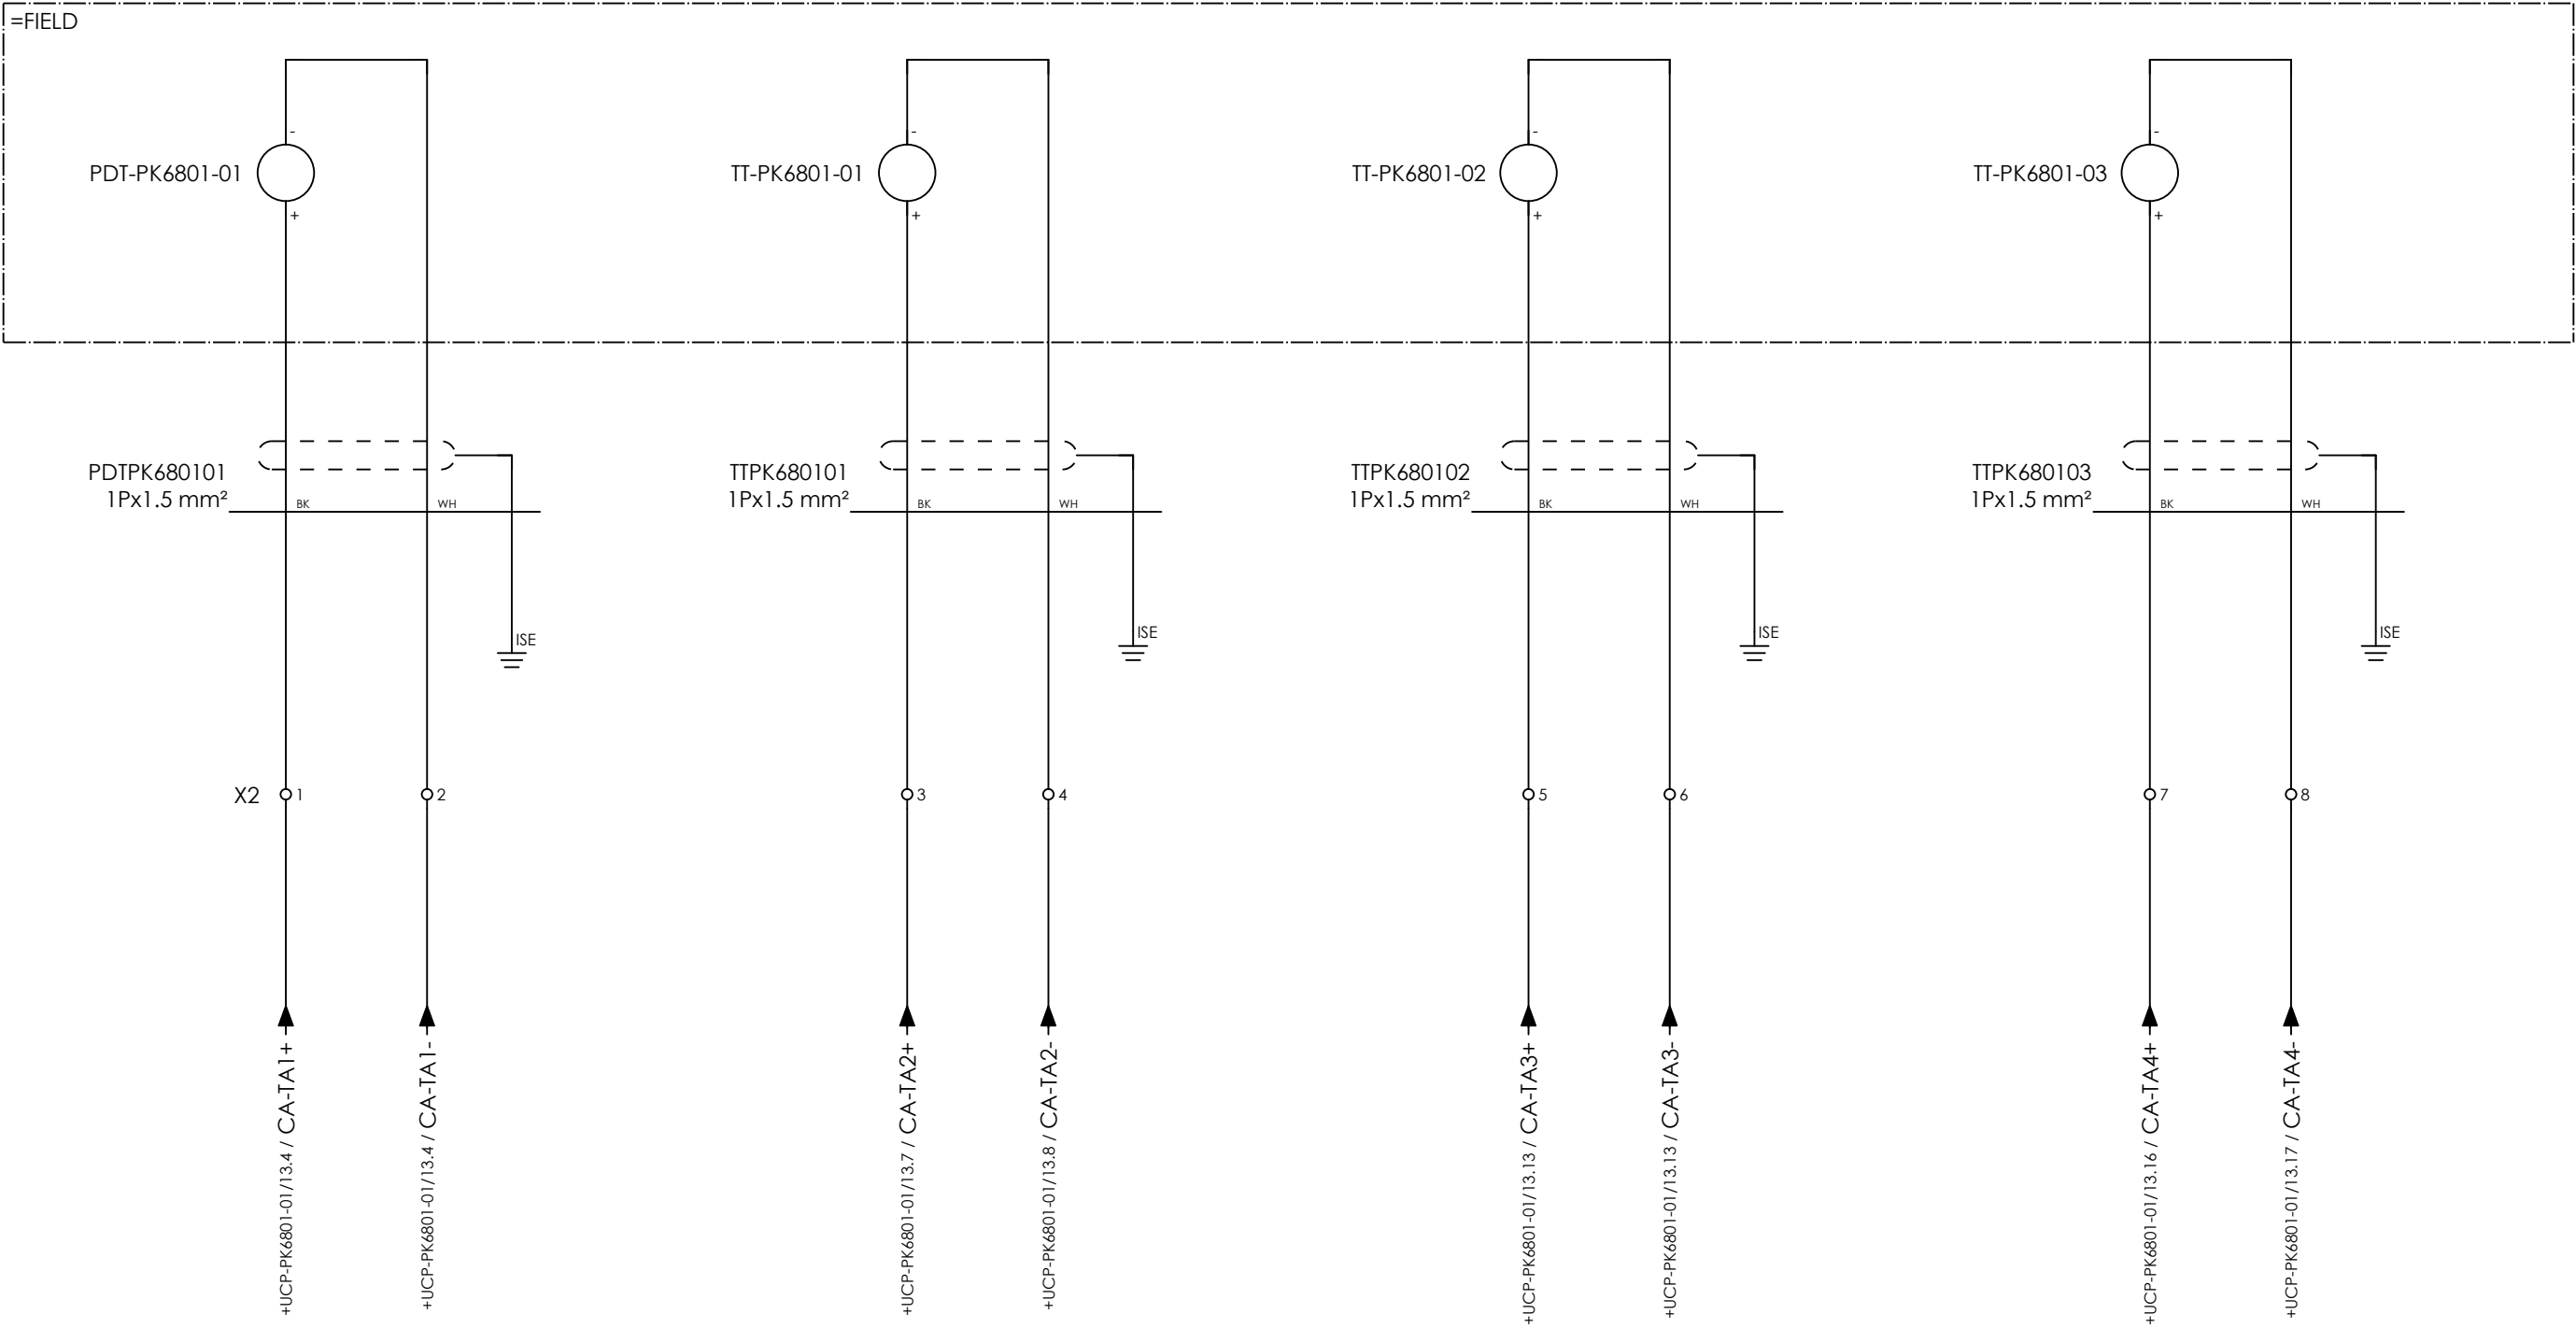 =FIELD
-
-
-
-
PDT-PK6801-01
TT-PK6801-01
TT-PK6801-02
TT-PK6801-03
+
+
+
+
PDTPK680101
1Px1.5 mm²
BK
WH
TTPK680101
1Px1.5 mm²
BK
WH
TTPK680102
1Px1.5 mm²
BK
WH
TTPK680103
1Px1.5 mm²
BK
WH
ISE
ISE
ISE
ISE
X2
1
2
3
4
5
6
7
8
+UCP-PK6801-01/13.4 / CA-TA1+
+UCP-PK6801-01/13.4 / CA-TA1-
+UCP-PK6801-01/13.7 / CA-TA2+
+UCP-PK6801-01/13.8 / CA-TA2-
+UCP-PK6801-01/13.13 / CA-TA3+
+UCP-PK6801-01/13.13 / CA-TA3-
+UCP-PK6801-01/13.16 / CA-TA4+
+UCP-PK6801-01/13.17 / CA-TA4-